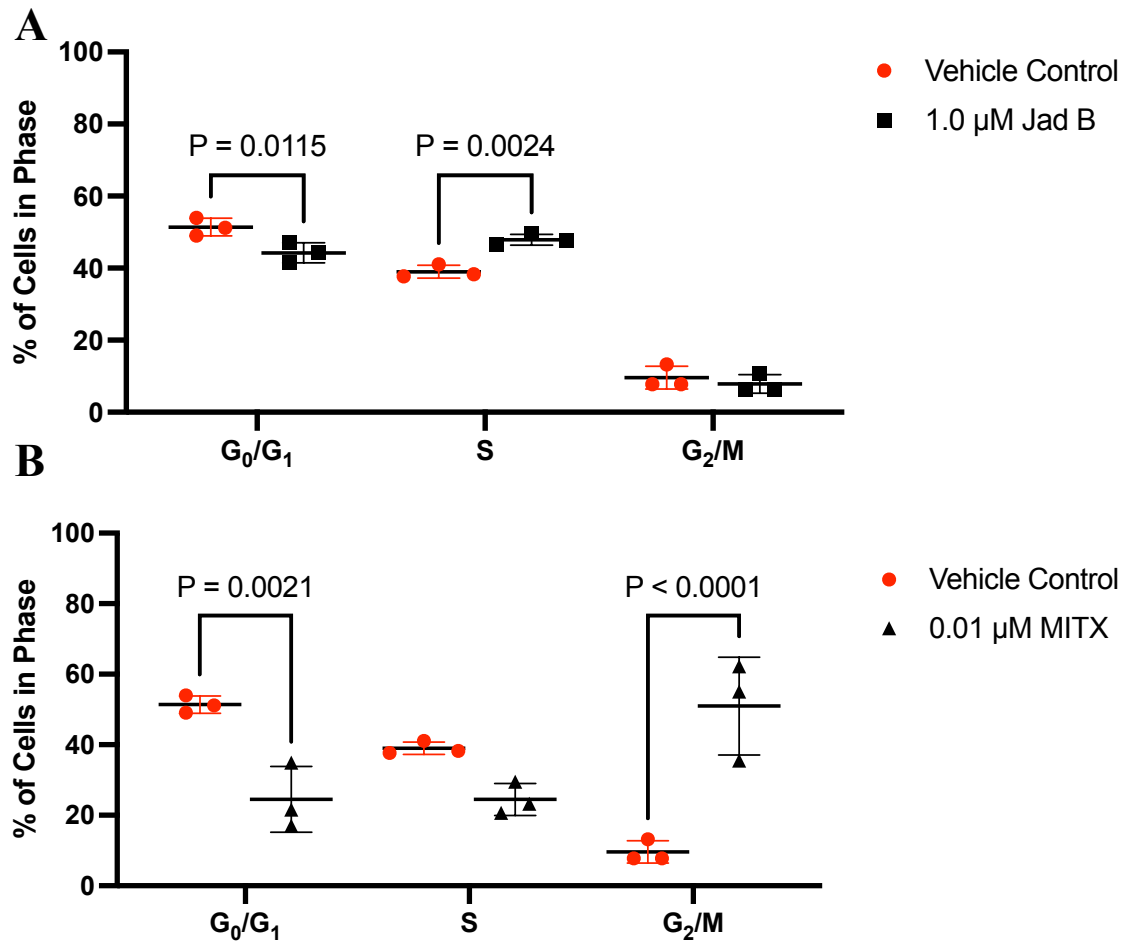 A
% of Cells in Phase
100
80
60
40
20
0
P = 0.0115
P = 0.0024
G₀/G₁
S
G₂/M
Vehicle Control
1.0 µM Jad B
B
% of Cells in Phase
100
80
60
40
20
0
P = 0.0021
P < 0.0001
G₀/G₁
S
G₂/M
Vehicle Control
0.01 µM MITX